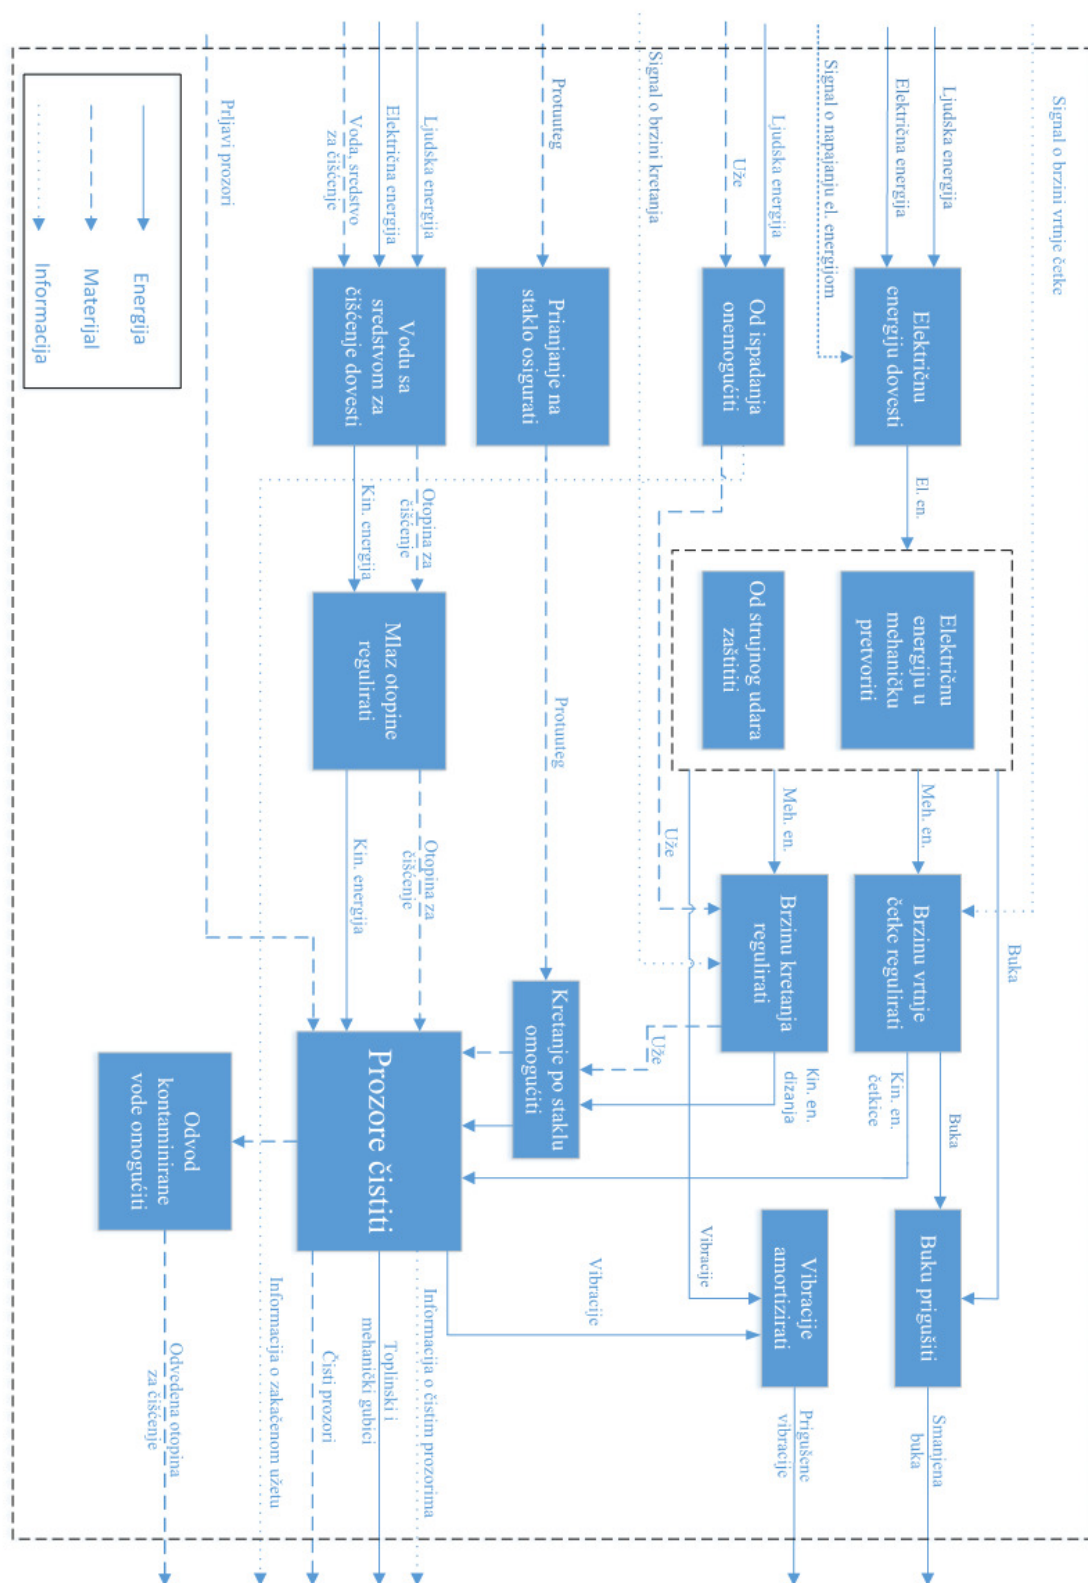 Signal o brzini vrtnje četke
Ljudska energija
Električna energija
Signal o napajanju el. energijom
Električnu
energiju dovesti
El. en.
Električnu
energiju u
mehaničku
pretvoriti
Od strujnog udara
zaštititi
Buka
Meh. en.
Brzinu vrtnje
četke regulirati
Buka
Kin. en.
četkice
Buku prigušiti
Smanjena
buka
Ljudska energija
Uže
Od ispadanja
onemogućiti
Uže
Meh. en.
Brzinu kretanja
regulirati
Kin. en.
dizanja
Uže
Vibracije
Vibracije
amortizirati
Prigušene
vibracije
Signal o brzini kretanja
Protuuteg
Prianjanje na
staklo osigurati
Protuuteg
Kretanje po staklu
omogućiti
Vibracije
Ljudska energija
Električna energija
Voda, sredstvo
za čišćenje
Vodu sa
sredstvom za
čišćenje dovesti
Otopina za
čišćenje
Kin. energija
Mlaz otopine
regulirati
Otopina za
čišćenje
Kin. energija
Prozore čistiti
Informacija o čistim prozorima
Toplinski i
mehanički gubici
Čisti prozori
Informacija o zakačenom užetu
Prljavi prozori
Odvod
kontaminirane
vode omogućiti
Odvedena otopina
za čišćenje
Energija
Materijal
Informacija